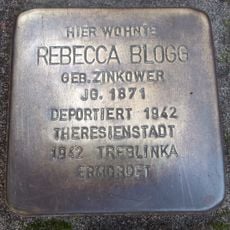 HIER WOHNTE
REBECCA BLOGG
GEB. ZINKOWER
JG. 1871
DEPORTIERT 1942
THERESIENSTADT
1942 TREBLINKA
ERMORDET